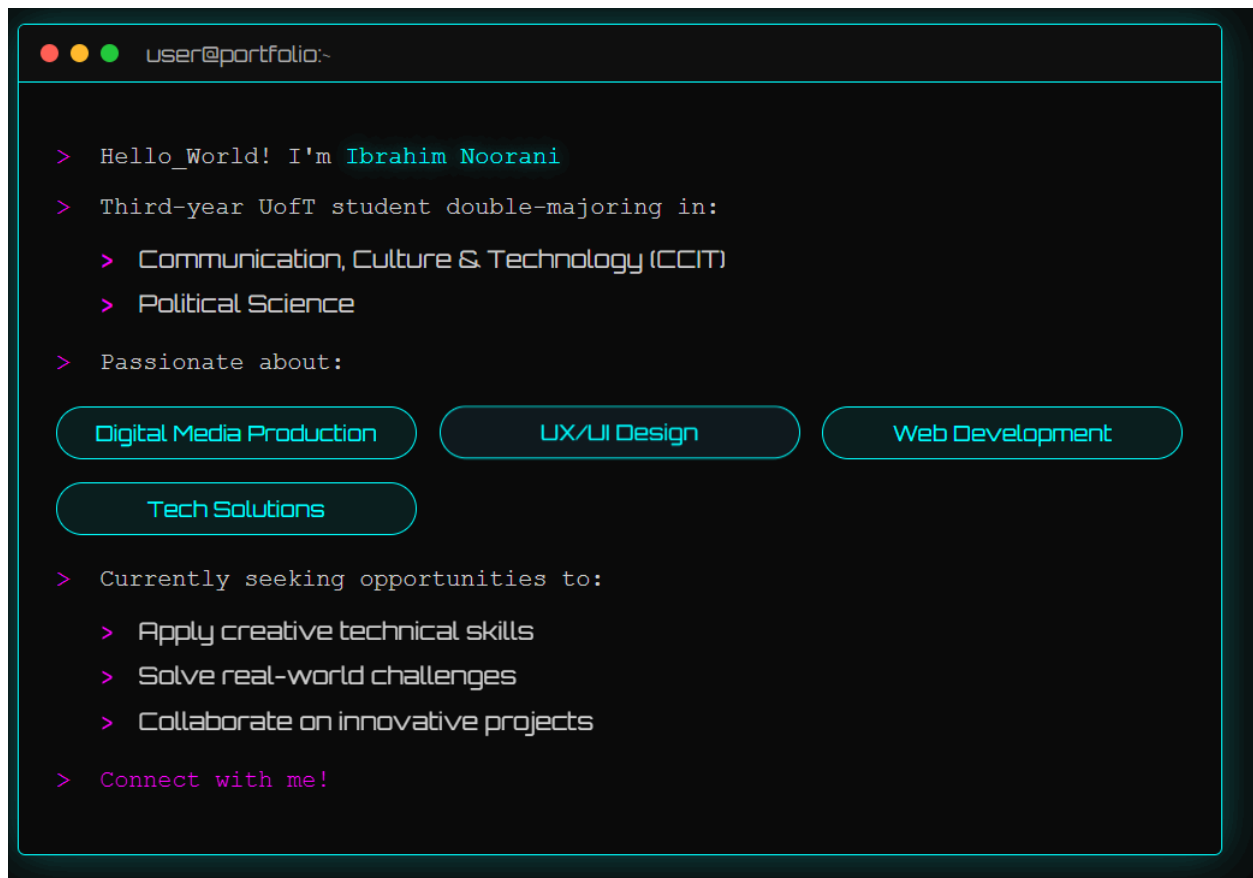 user@portfolio:~
> Hello_World! I'm Ibrahim Noorani
> Third-year UofT student double-majoring in:
> Communication, Culture & Technology (CCIT)
> Political Science
> Passionate about:
Digital Media Production UX/UI Design Web Development
Tech Solutions
> Currently seeking opportunities to:
> Apply creative technical skills
> Solve real-world challenges
> Collaborate on innovative projects
> Connect with me!